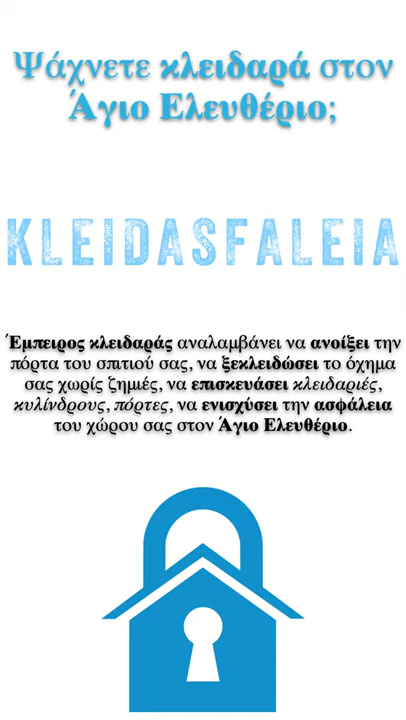 Ψάχνετε κλειδαρά στον
Άγιο Ελευθέριο;
KLEIDASFALEIA
Έμπειρος κλειδαράς αναλαμβάνει να ανοίξει την
πόρτα του σπιτιού σας, να ξεκλειδώσει το όχημα
σας χωρίς ζημιές, να επισκευάσει κλειδαριές,
κυλίνδρους, πόρτες, να ενισχύσει την ασφάλεια
του χώρου σας στον Άγιο Ελευθέριο.